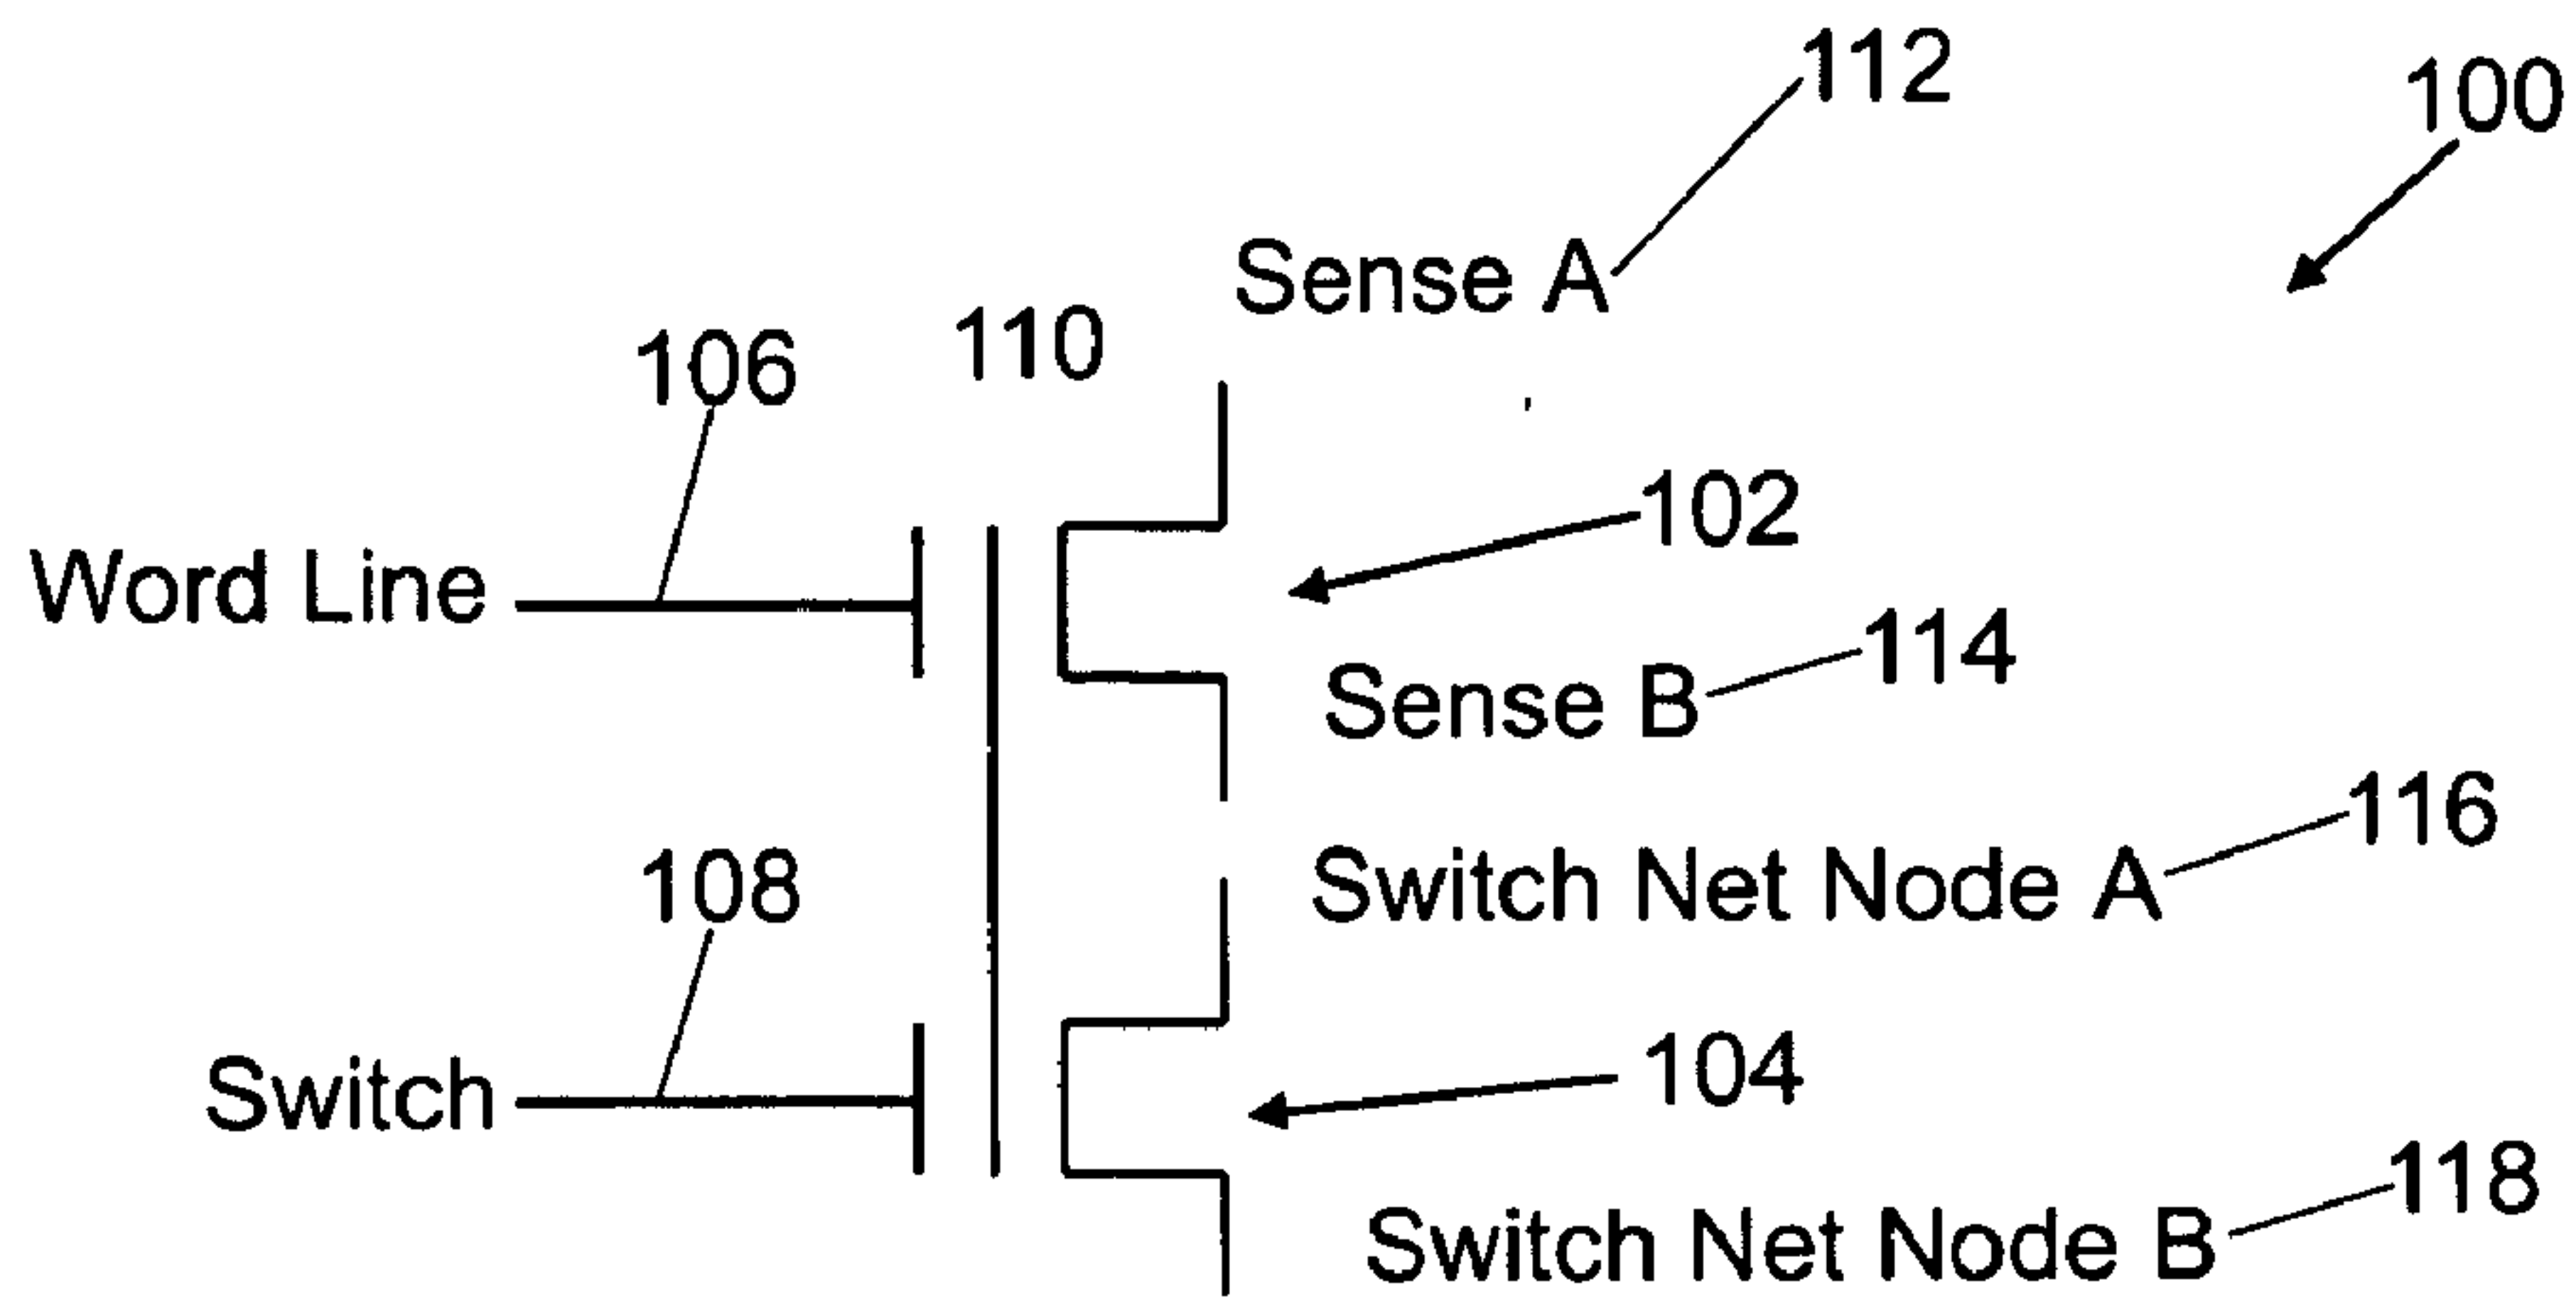 112
100
Sense A
110
106
102
Word Line
114
Sense B
116
108
Switch Net Node A
104
Switch
118
Switch Net Node B